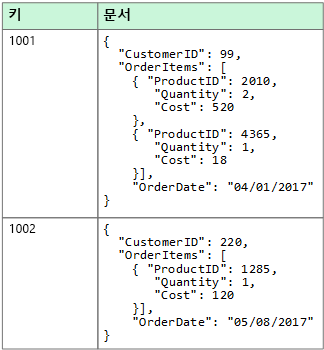 키 문서
1001 {
"CustomerID": 99,
"OrderItems": [
{ "ProductID": 2010,
"Quantity": 2,
"Cost": 520
},
{ "ProductID": 4365,
"Quantity": 1,
"Cost": 18
}],
"OrderDate": "04/01/2017"
}
1002 {
"CustomerID": 220,
"OrderItems": [
{ "ProductID": 1285,
"Quantity": 1,
"Cost": 120
}],
"OrderDate": "05/08/2017"
}